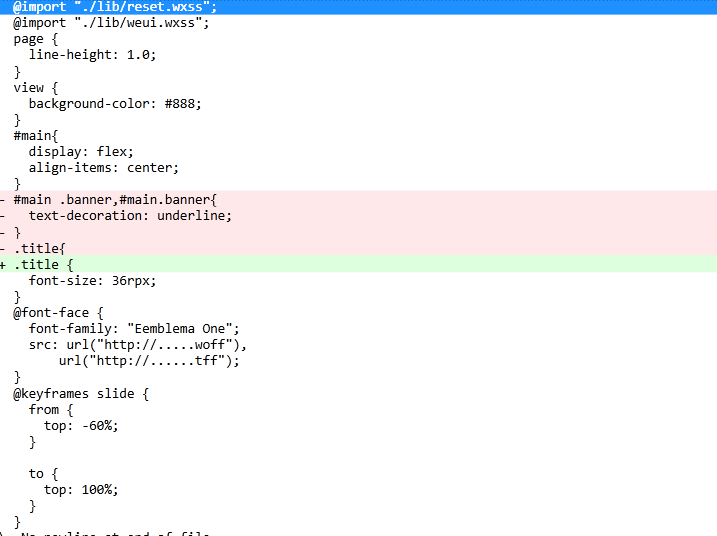 @import "./lib/reset.wxss";
@import "./lib/weui.wxss";
page {
  line-height: 1.0;
}
view {
  background-color: #888;
}
#main{
  display: flex;
  align-items: center;
}
- #main .banner,#main.banner{
-   text-decoration: underline;
- }
- .title{
+ .title {
  font-size: 36rpx;
}
@font-face {
  font-family: "Eemblema One";
  src: url("http://.....woff"),
      url("http://......tff");
}
@keyframes slide {
  from {
    top: -60%;
  }

  to {
    top: 100%;
  }
}
\ No newline at end of file